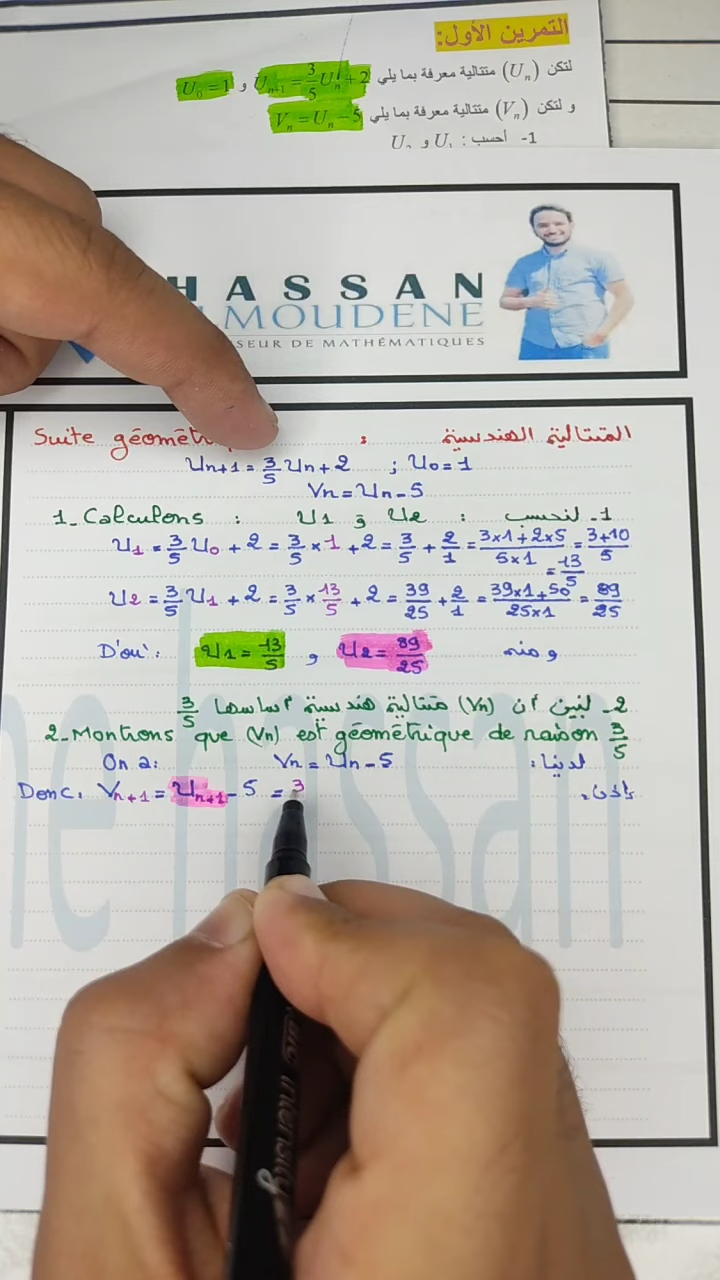 التمرين الأول:
لتكن (Un) متتالية معرفة بما يلي Un+1 = 3/5 Un + 2 و U0 = 1
و لتكن (Vn) متتالية معرفة بما يلي Vn = Un − 5
1- أحسب : U1 و U2
HASSAN
MOUDENE
SEUR DE MATHÉMATIQUES
Suite géomét : المتتالية الهندسية
Un+1 = 3/5 Un + 2 ; U0 = 1
Vn = Un - 5
1_Calculons : U1 و U2 : 1_ لنحسب
U1 = 3/5 U0 + 2 = 3/5 × 1 + 2 = 3/5 + 2/1 = (3×1+2×5)/(5×1) = (3+10)/5
= 13/5
U2 = 3/5 U1 + 2 = 3/5 × 13/5 + 2 = 39/25 + 2/1 = (39×1+50)/(25×1) = 89/25
D'où: U1 = 13/5 و U2 = 89/25 ومنه
2_ لنبين أن (Vn) متتالية هندسية أساسها 3/5
2_Montrons que (Vn) est géométrique de raison 3/5
On a: Vn = Un - 5 لدينا:
Donc: Vn+1 = Un+1 - 5 = 3 إذن:
ne hassan